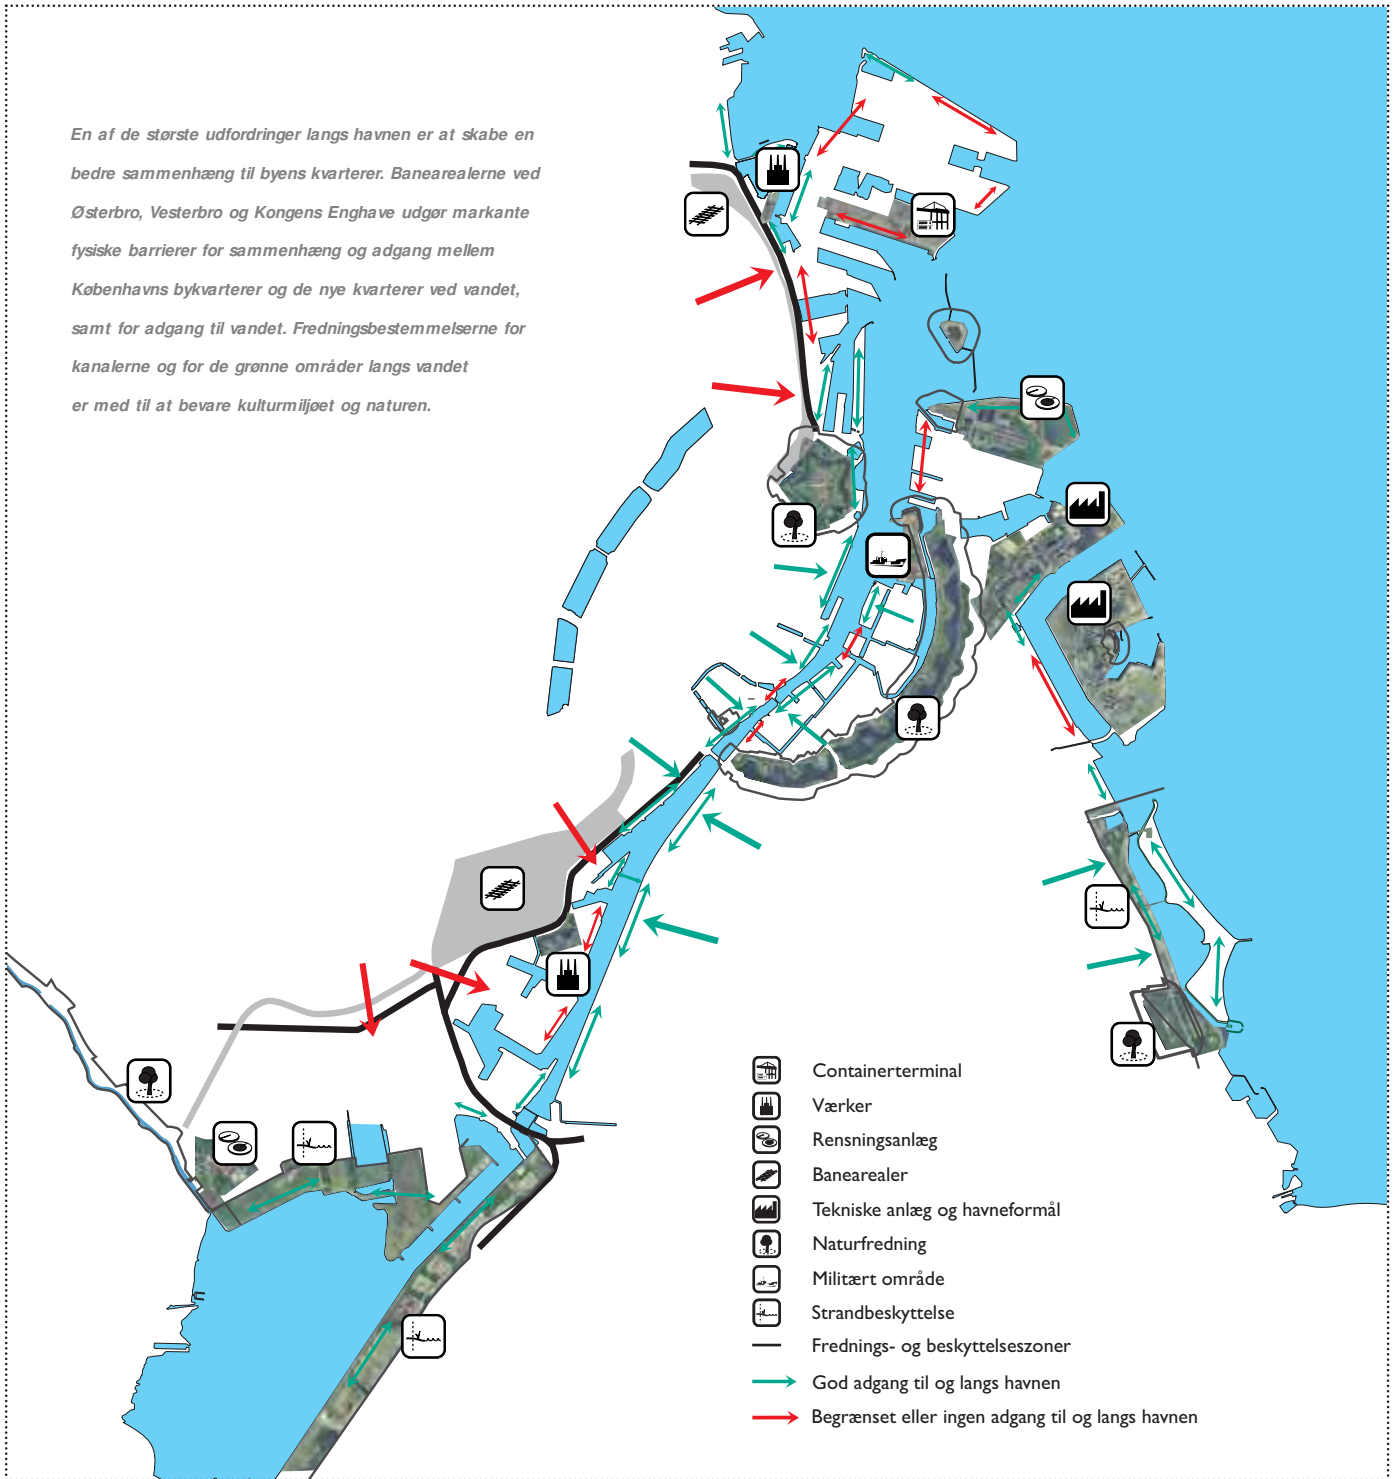 En af de største udfordringer langs havnen er at skabe en
bedre sammenhæng til byens kvarterer. Banearealerne ved
Østerbro, Vesterbro og Kongens Enghave udgør markante
fysiske barrierer for sammenhæng og adgang mellem
Københavns bykvarterer og de nye kvarterer ved vandet,
samt for adgang til vandet. Fredningsbestemmelserne for
kanalerne og for de grønne områder langs vandet
er med til at bevare kulturmiljøet og naturen.
Containerterminal
Værker
Rensningsanlæg
Banearealer
Tekniske anlæg og havneformål
Naturfredning
Militært område
Strandbeskyttelse
Frednings- og beskyttelseszoner
God adgang til og langs havnen
Begrænset eller ingen adgang til og langs havnen